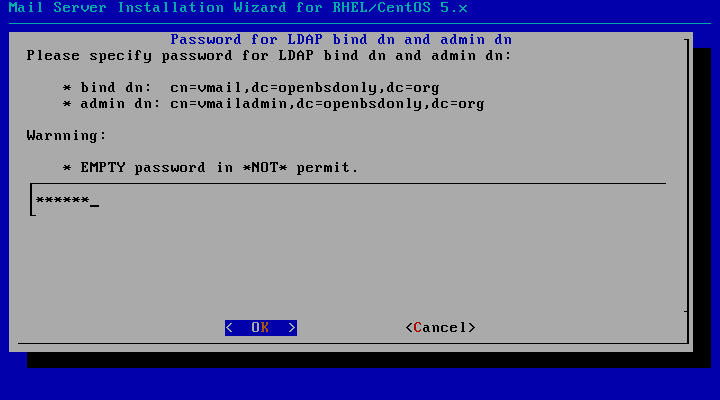 Mail Server Installation Wizard for RHEL/CentOS 5.x
Password for LDAP bind dn and admin dn
Please specify password for LDAP bind dn and admin dn:
* bind dn:  cn=vmail,dc=openbsdonly,dc=org
* admin dn: cn=vmailadmin,dc=openbsdonly,dc=org
Warnning:
* EMPTY password in *NOT* permit.
******_
<  OK  > <Cancel>